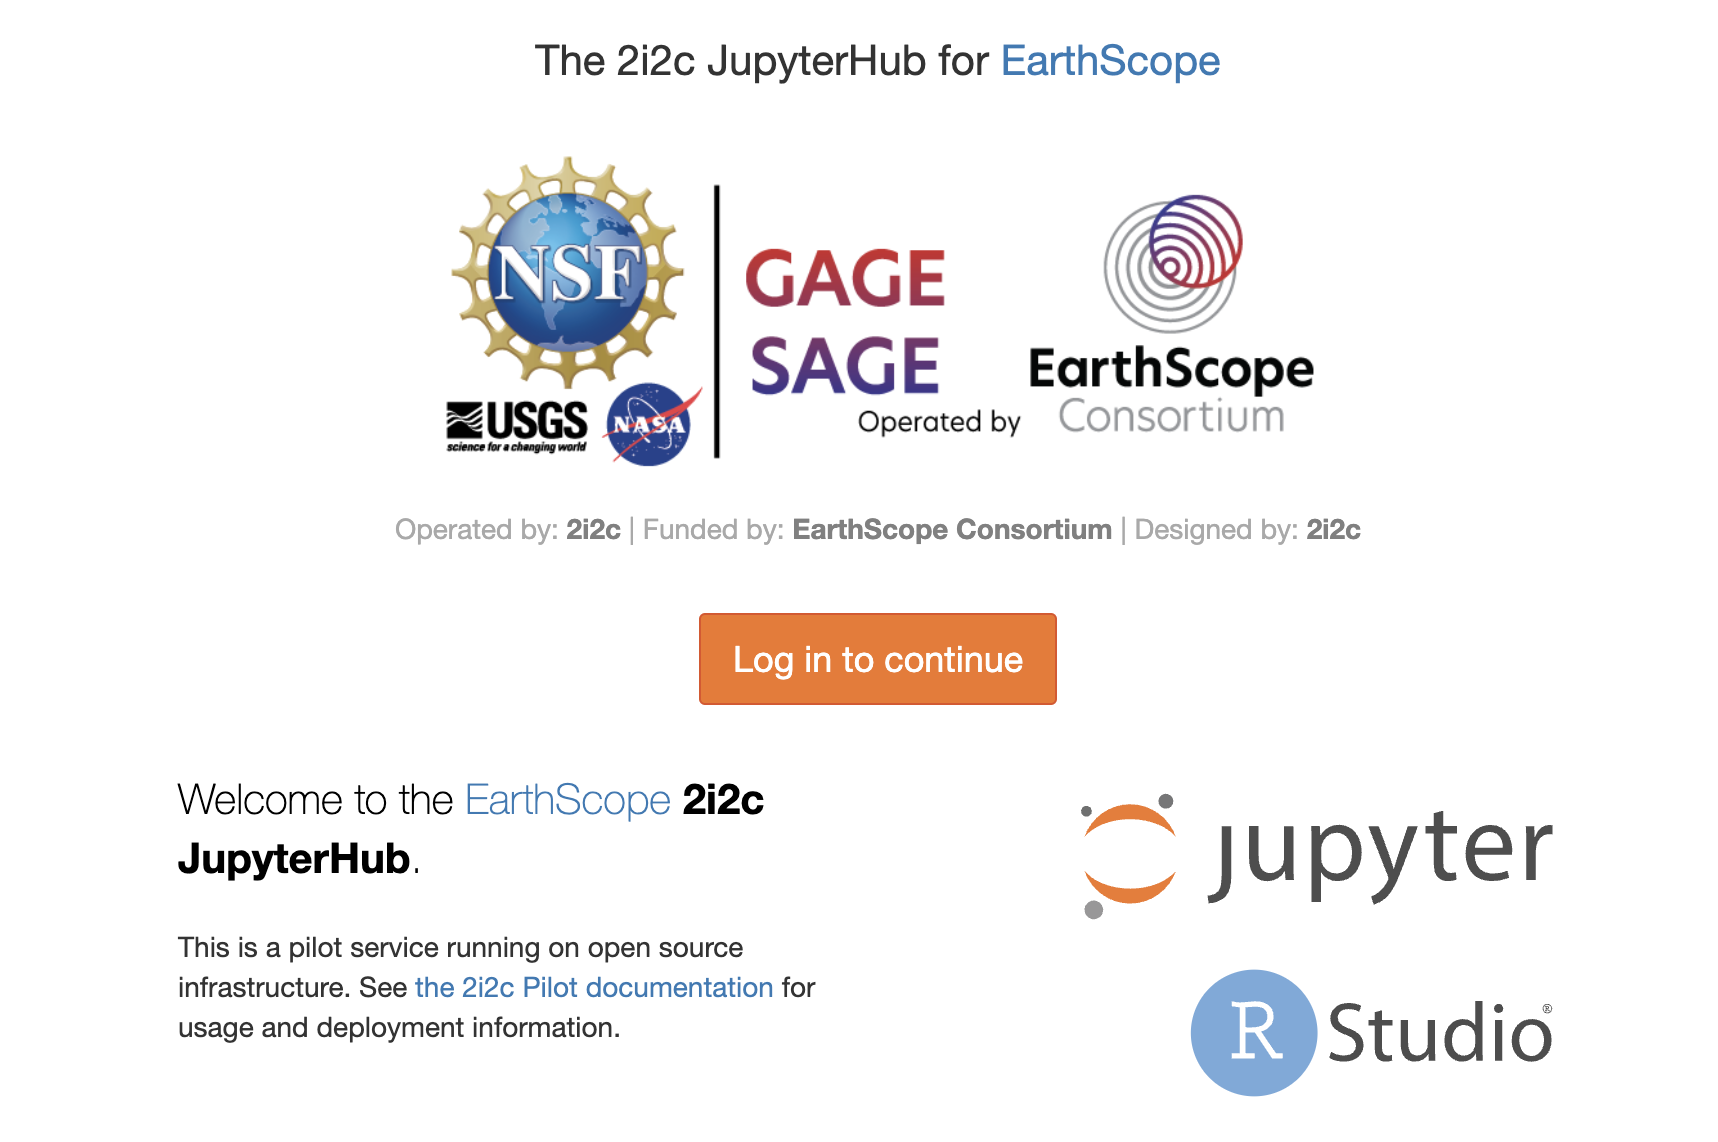 The 2i2c JupyterHub for EarthScope
NSF
USGS
science for a changing world
NASA
GAGE
SAGE
Operated by
EarthScope
Consortium
Operated by: 2i2c | Funded by: EarthScope Consortium | Designed by: 2i2c
Log in to continue
Welcome to the EarthScope 2i2c
JupyterHub.
This is a pilot service running on open source
infrastructure. See the 2i2c Pilot documentation for
usage and deployment information.
jupyter
R Studio®